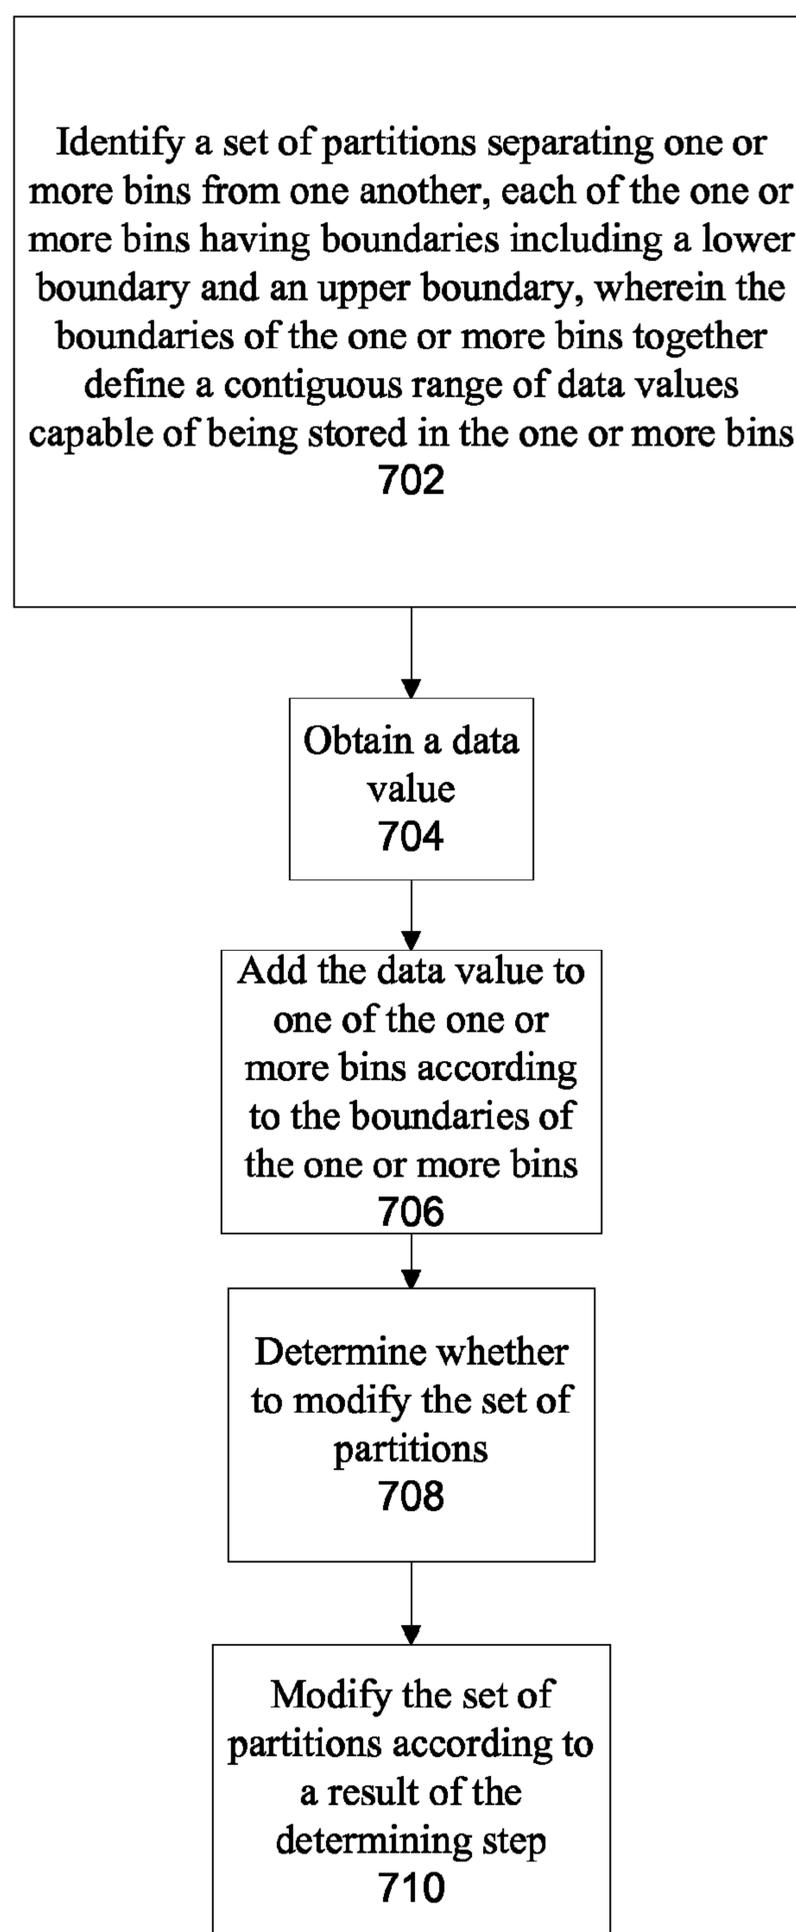 Identify a set of partitions separating one or
more bins from one another, each of the one or
more bins having boundaries including a lower
boundary and an upper boundary, wherein the
boundaries of the one or more bins together
define a contiguous range of data values
capable of being stored in the one or more bins
702
Obtain a data
value
704
Add the data value to
one of the one or
more bins according
to the boundaries of
the one or more bins
706
Determine whether
to modify the set of
partitions
708
Modify the set of
partitions according to
a result of the
determining step
710